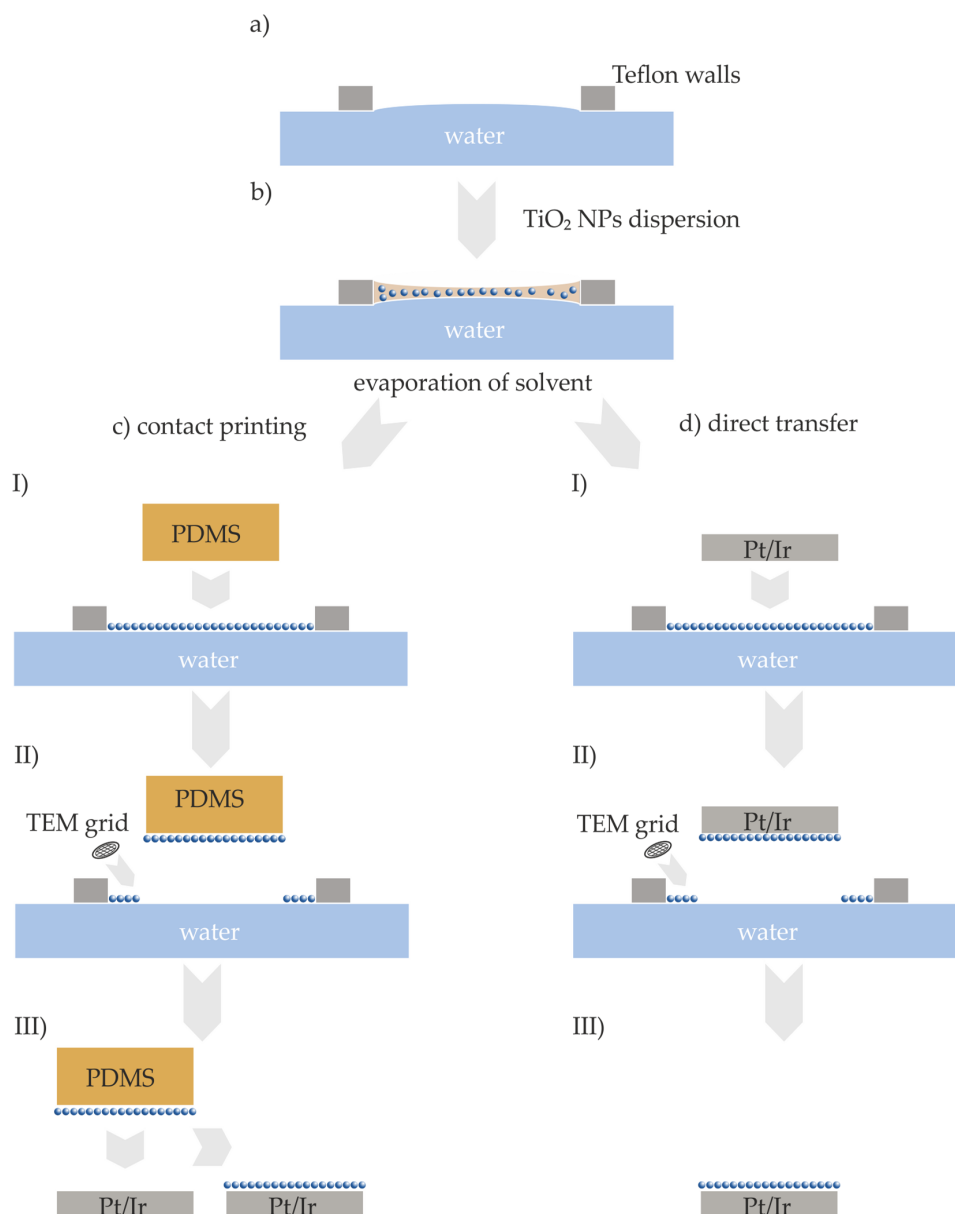 a)
Teflon walls
water
b)
TiO₂ NPs dispersion
water
evaporation of solvent
c) contact printing
d) direct transfer
I)
I)
PDMS
Pt/Ir
water
water
II)
II)
PDMS
TEM grid
Pt/Ir
TEM grid
water
water
III)
III)
PDMS
Pt/Ir
Pt/Ir
Pt/Ir